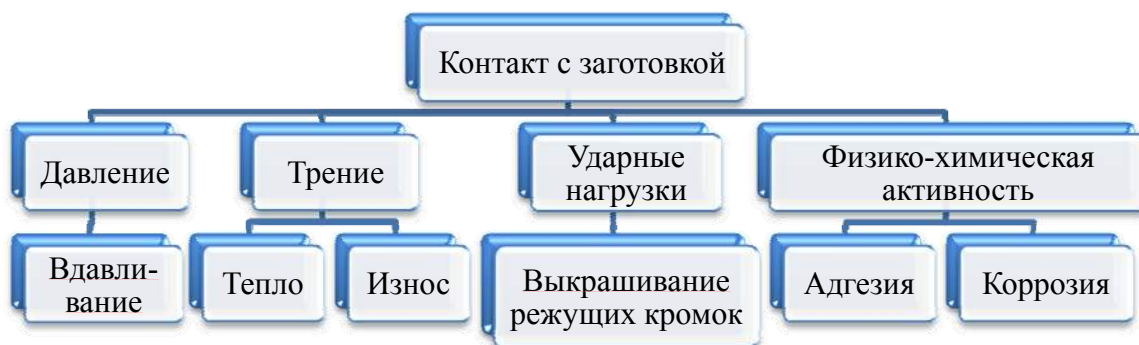 Контакт с заготовкой
Давление
Трение
Ударные
нагрузки
Физико-химическая
активность
Вдавли-
вание
Тепло
Износ
Выкрашивание
режущих кромок
Адгезия
Коррозия